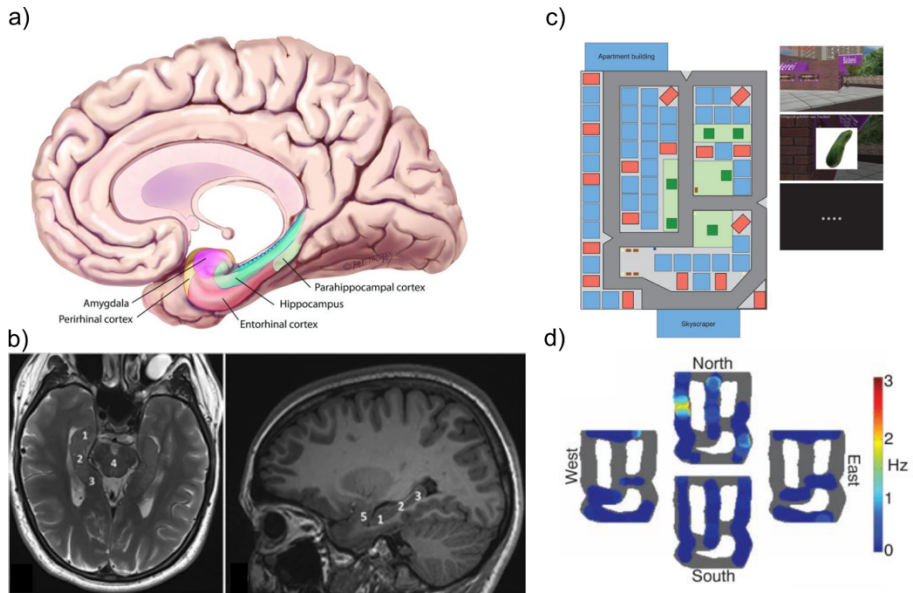 a)
Amygdala
Perirhinal cortex
Entorhinal cortex
Hippocampus
Parahippocampal cortex
b)
1
2
3
4
5
1
2
3
c)
Apartment building
Skyscraper
****
d)
North
West
East
South
3
2
Hz
1
0